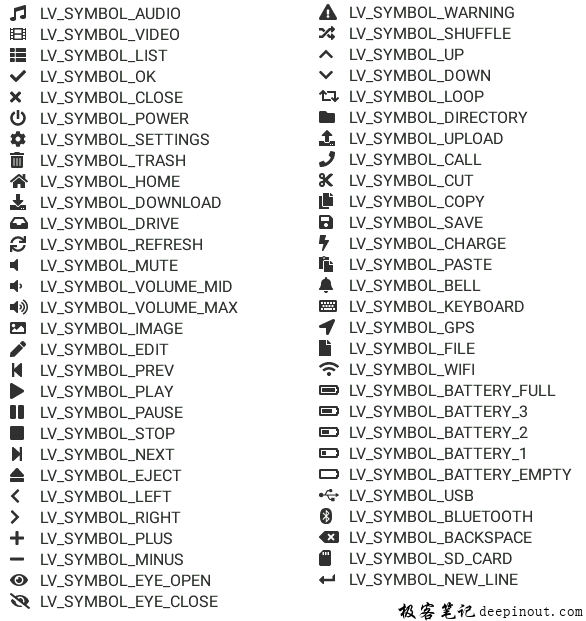 LV_SYMBOL_AUDIO
LV_SYMBOL_VIDEO
LV_SYMBOL_LIST
LV_SYMBOL_OK
LV_SYMBOL_CLOSE
LV_SYMBOL_POWER
LV_SYMBOL_SETTINGS
LV_SYMBOL_TRASH
LV_SYMBOL_HOME
LV_SYMBOL_DOWNLOAD
LV_SYMBOL_DRIVE
LV_SYMBOL_REFRESH
LV_SYMBOL_MUTE
LV_SYMBOL_VOLUME_MID
LV_SYMBOL_VOLUME_MAX
LV_SYMBOL_IMAGE
LV_SYMBOL_EDIT
LV_SYMBOL_PREV
LV_SYMBOL_PLAY
LV_SYMBOL_PAUSE
LV_SYMBOL_STOP
LV_SYMBOL_NEXT
LV_SYMBOL_EJECT
LV_SYMBOL_LEFT
LV_SYMBOL_RIGHT
LV_SYMBOL_PLUS
LV_SYMBOL_MINUS
LV_SYMBOL_EYE_OPEN
LV_SYMBOL_EYE_CLOSE
LV_SYMBOL_WARNING
LV_SYMBOL_SHUFFLE
LV_SYMBOL_UP
LV_SYMBOL_DOWN
LV_SYMBOL_LOOP
LV_SYMBOL_DIRECTORY
LV_SYMBOL_UPLOAD
LV_SYMBOL_CALL
LV_SYMBOL_CUT
LV_SYMBOL_COPY
LV_SYMBOL_SAVE
LV_SYMBOL_CHARGE
LV_SYMBOL_PASTE
LV_SYMBOL_BELL
LV_SYMBOL_KEYBOARD
LV_SYMBOL_GPS
LV_SYMBOL_FILE
LV_SYMBOL_WIFI
LV_SYMBOL_BATTERY_FULL
LV_SYMBOL_BATTERY_3
LV_SYMBOL_BATTERY_2
LV_SYMBOL_BATTERY_1
LV_SYMBOL_BATTERY_EMPTY
LV_SYMBOL_USB
LV_SYMBOL_BLUETOOTH
LV_SYMBOL_BACKSPACE
LV_SYMBOL_SD_CARD
LV_SYMBOL_NEW_LINE
极客笔记 deepinout.com